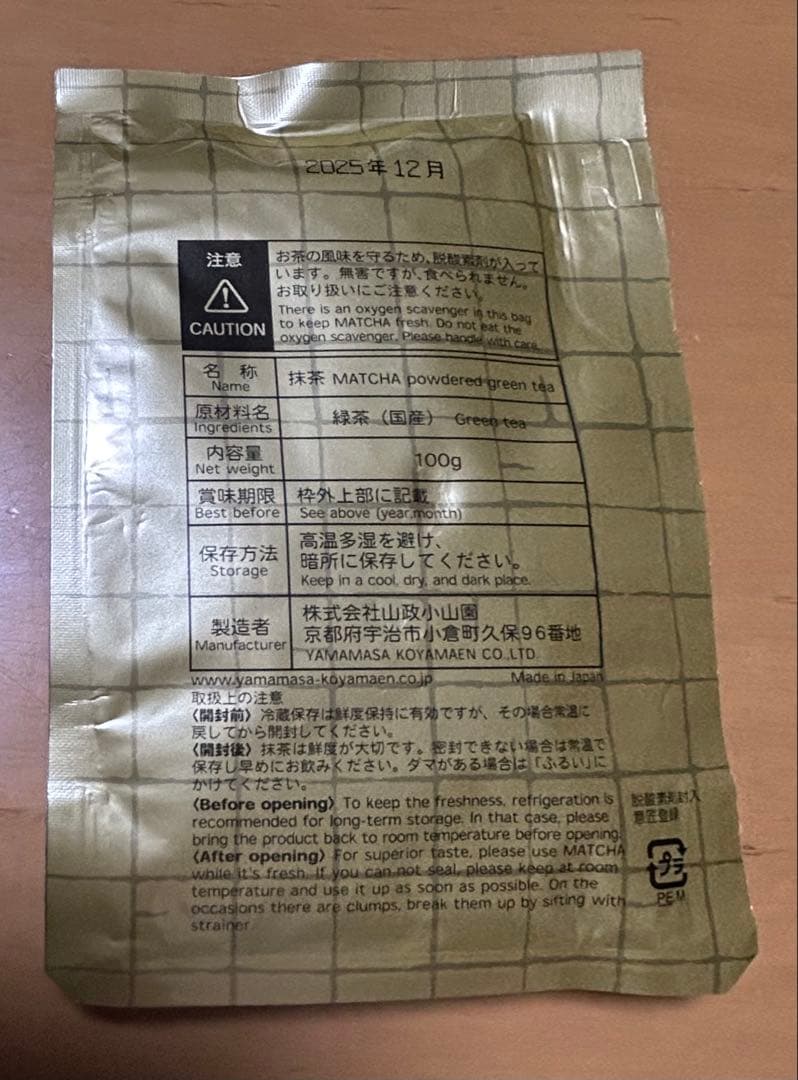 2025年12月
注意
CAUTION
お茶の風味を守るため、脱酸素剤が入って
います。無害ですが、食べられません。
お取り扱いにご注意ください。
There is an oxygen scavenger in this bag
to keep MATCHA fresh. Do not eat the
oxygen scavenger. Please handle with care.
名 称
Name
抹茶 MATCHA powdered green tea
原材料名
Ingredients
緑茶（国産） Green tea
内容量
Net weight
100g
賞味期限
Best before
枠外上部に記載
See above (year,month)
保存方法
Storage
高温多湿を避け、
暗所に保存してください。
Keep in a cool, dry, and dark place.
製造者
Manufacturer
株式会社山政小山園
京都府宇治市小倉町久保96番地
YAMAMASA KOYAMAEN CO.,LTD.
www.yamamasa-koyamaen.co.jp Made in Japan
取扱上の注意
〈開封前〉冷蔵保存は鮮度保持に有効ですが、その場合常温に
戻してから開封してください。
〈開封後〉抹茶は鮮度が大切です。密封できない場合は常温で
保存し早めにお飲みください。ダマがある場合は「ふるい」に
かけてください。
〈Before opening〉 To keep the freshness, refrigeration is
recommended for long-term storage. In that case, please
bring the product back to room temperature before opening.
〈After opening〉 For superior taste, please use MATCHA
while it's fresh. If you can not seal, please keep at room
temperature and use it up as soon as possible. On the
occasions there are clumps, break them up by sifting with
strainer.
脱酸素剤封入
意匠登録
プラ
PE,M